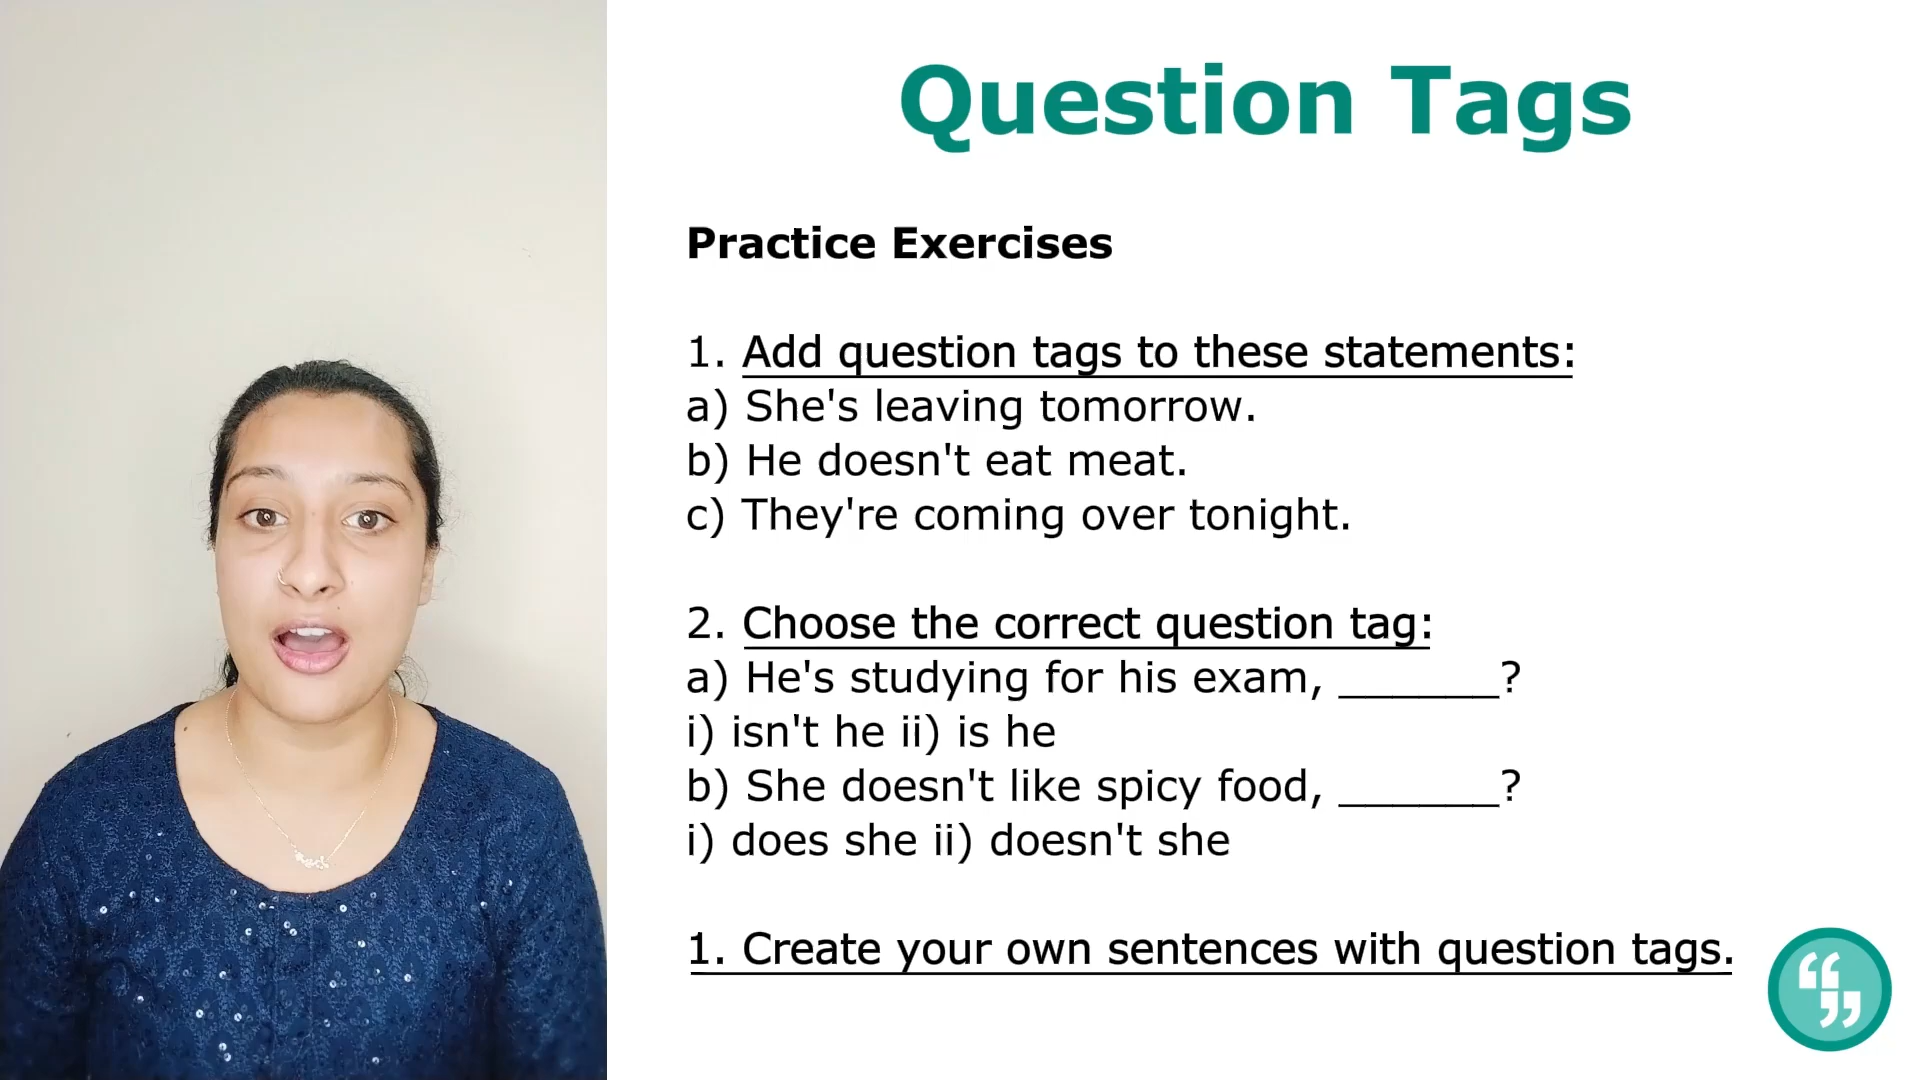 Question Tags
Practice Exercises
1. Add question tags to these statements:
a) She's leaving tomorrow.
b) He doesn't eat meat.
c) They're coming over tonight.
2. Choose the correct question tag:
a) He's studying for his exam, ______?
i) isn't he ii) is he
b) She doesn't like spicy food, ______?
i) does she ii) doesn't she
1. Create your own sentences with question tags.